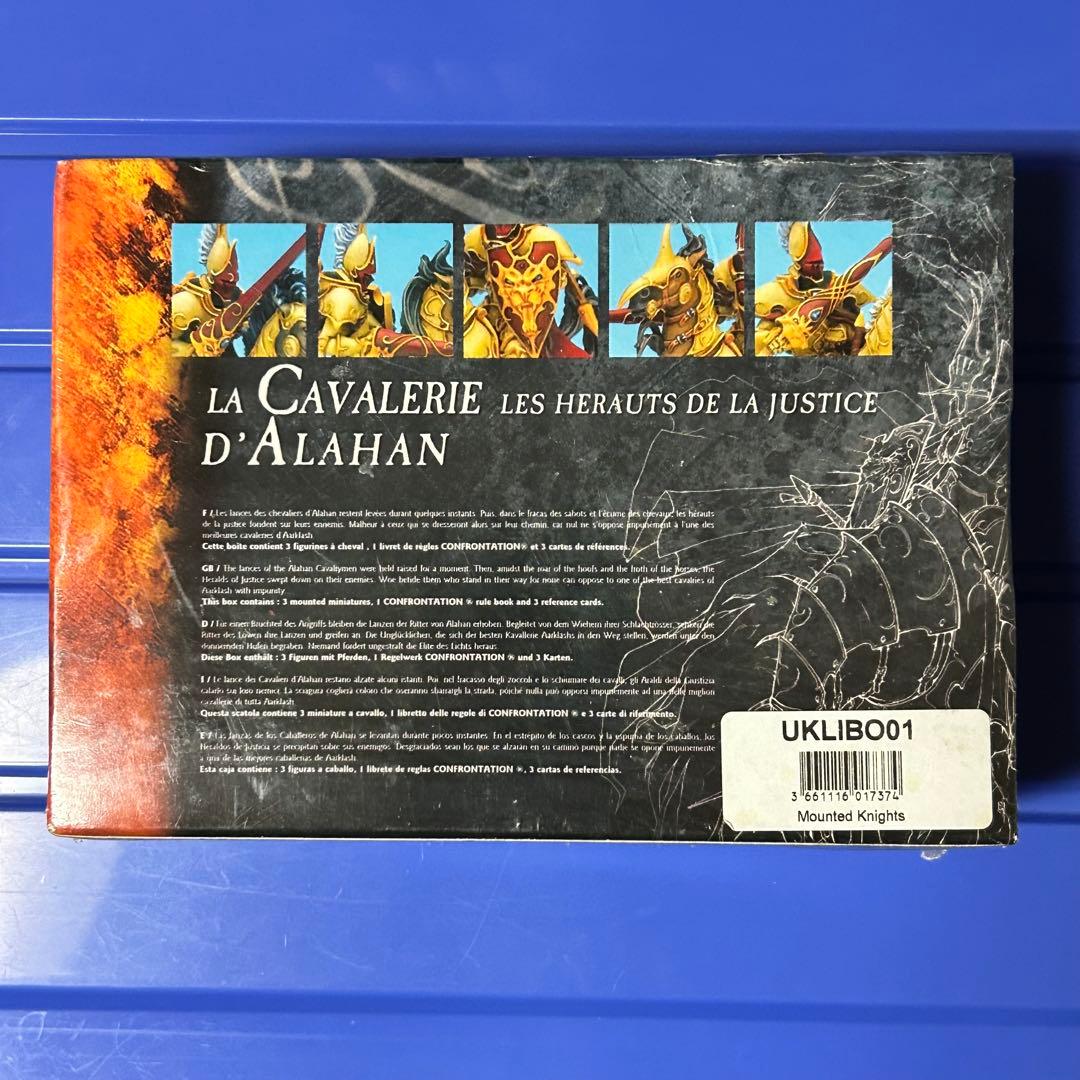 LA CAVALERIE LES HERAUTS DE LA JUSTICE
D'ALAHAN
F / Les lances des chevaliers d'Alahan restent levées durant quelques instants. Puis, dans le fracas des sabots et l'écume des chevaux, les hérauts
de la justice fondent sur leurs ennemis. Malheur à ceux qui se dresseront alors sur leur chemin, car nul ne s'oppose impunément à l'une des
meilleures cavaleries d'Aarklash.
Cette boîte contient 3 figurines à cheval , 1 livret de règles CONFRONTATION® et 3 cartes de références.
GB / The lances of the Alahan Cavalrymen were held raised for a moment. Then, amidst the roar of the hoofs and the froth of the horses, the
Heralds of Justice swept down on their enemies. Woe betide them who stand in their way for none can oppose to one of the best cavalries of
Aarklash with impunity.
This box contains : 3 mounted miniatures, 1 CONFRONTATION ® rule book and 3 reference cards.
D / Für einen Bruchteil des Angriffs bleiben die Lanzen der Ritter von Alahan erhoben. Begleitet von dem Wiehern ihrer Schlachtrösser, senken die
Ritter des Löwen ihre Lanzen und greifen an. Die Unglücklichen, die sich der besten Kavallerie Aarklashs in den Weg stellen, werden unter den
donnernden Hufen begraben. Niemand fordert ungestraft die Elite des Lichts heraus.
Diese Box enthält : 3 Figuren mit Pferden, 1 Regelwerk CONFRONTATION ® und 3 Karten.
I / Le lance dei Cavalieri d'Alahan restano alzate alcuni istanti. Poi, nel fracasso degli zoccoli e lo schiumare dei cavalli, gli Araldi della Giustizia
calano sui loro nemici. La sciagura coglierà coloro che oseranno sbarrargli la strada, poiché nulla può opporsi impunemente ad una delle migliori
cavallerie di tutta Aarklash.
Questa scatola contiene 3 miniature a cavallo, 1 libretto delle regole di CONFRONTATION ® e 3 carte di riferimento.
E / Las lanzas de los Caballeros de Alahan se levantan durante pocos instantes. En el estrépito de los cascos y la espuma de los caballos, los
Heraldos de Justicia se precipitan sobre sus enemigos. Desgraciados sean los que se alzaran en su camino porque nadie se opone impunemente
a una de las mejores caballerias de Aarklash.
Esta caja contiene : 3 figuras a caballo, 1 librete de reglas CONFRONTATION ®, 3 cartas de referencias.
UKLIBO01
3 661116 017374
Mounted Knights